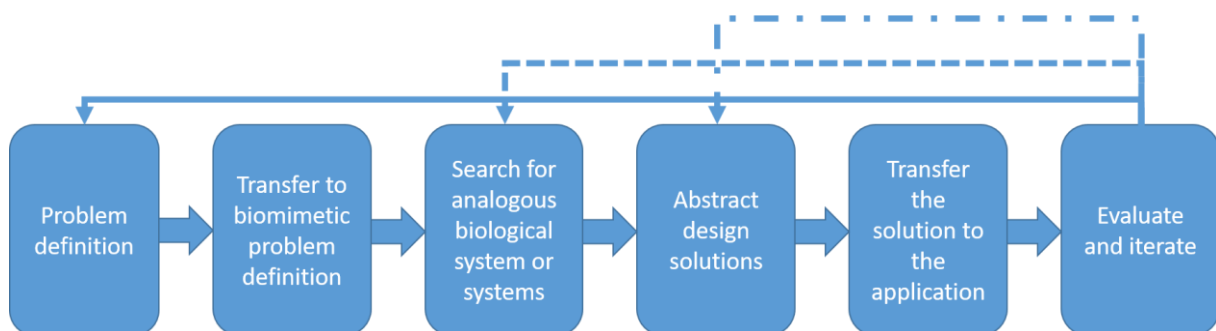 Problem
definition
Transfer to
biomimetic
problem
definition
Search for
analogous
biological
system or
systems
Abstract
design
solutions
Transfer
the
solution to
the
application
Evaluate
and iterate